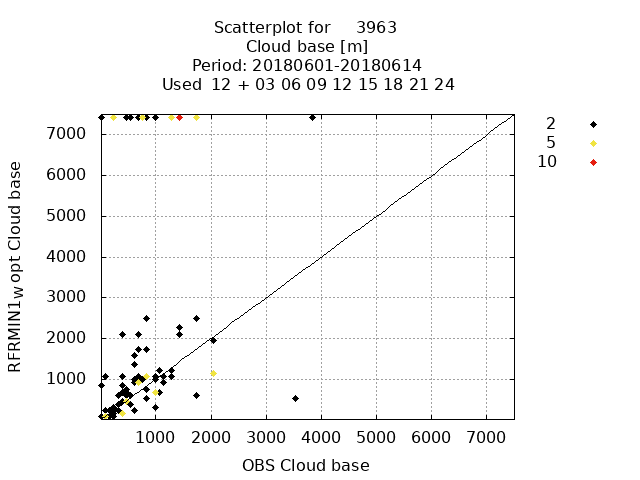 Scatterplot for 3963
Cloud base [m]
Period: 20180601-20180614
Used 12 + 03 06 09 12 15 18 21 24
2
5
10
7000
6000
5000
4000
3000
2000
1000
RFRMIN1wopt Cloud base
1000 2000 3000 4000 5000 6000 7000
OBS Cloud base